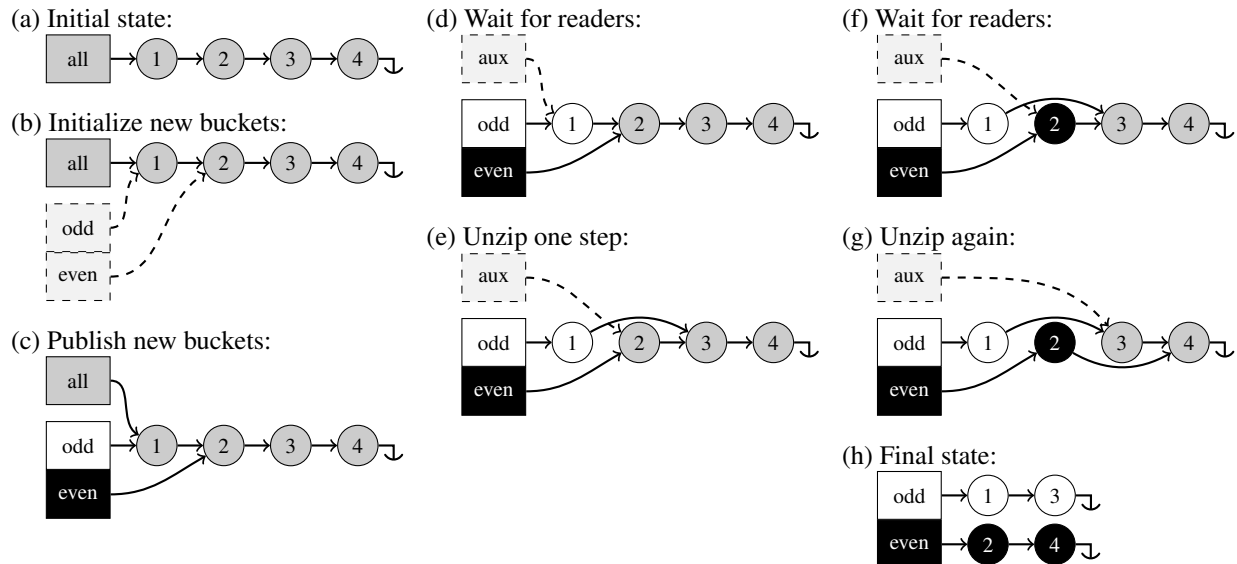 (a) Initial state:
all 1 2 3 4
(b) Initialize new buckets:
all 1 2 3 4
odd
even
(c) Publish new buckets:
all
odd 1 2 3 4
even
(d) Wait for readers:
aux
odd 1 2 3 4
even
(e) Unzip one step:
aux
odd 1 2 3 4
even
(f) Wait for readers:
aux
odd 1 2 3 4
even
(g) Unzip again:
aux
odd 1 2 3 4
even
(h) Final state:
odd 1 3
even 2 4